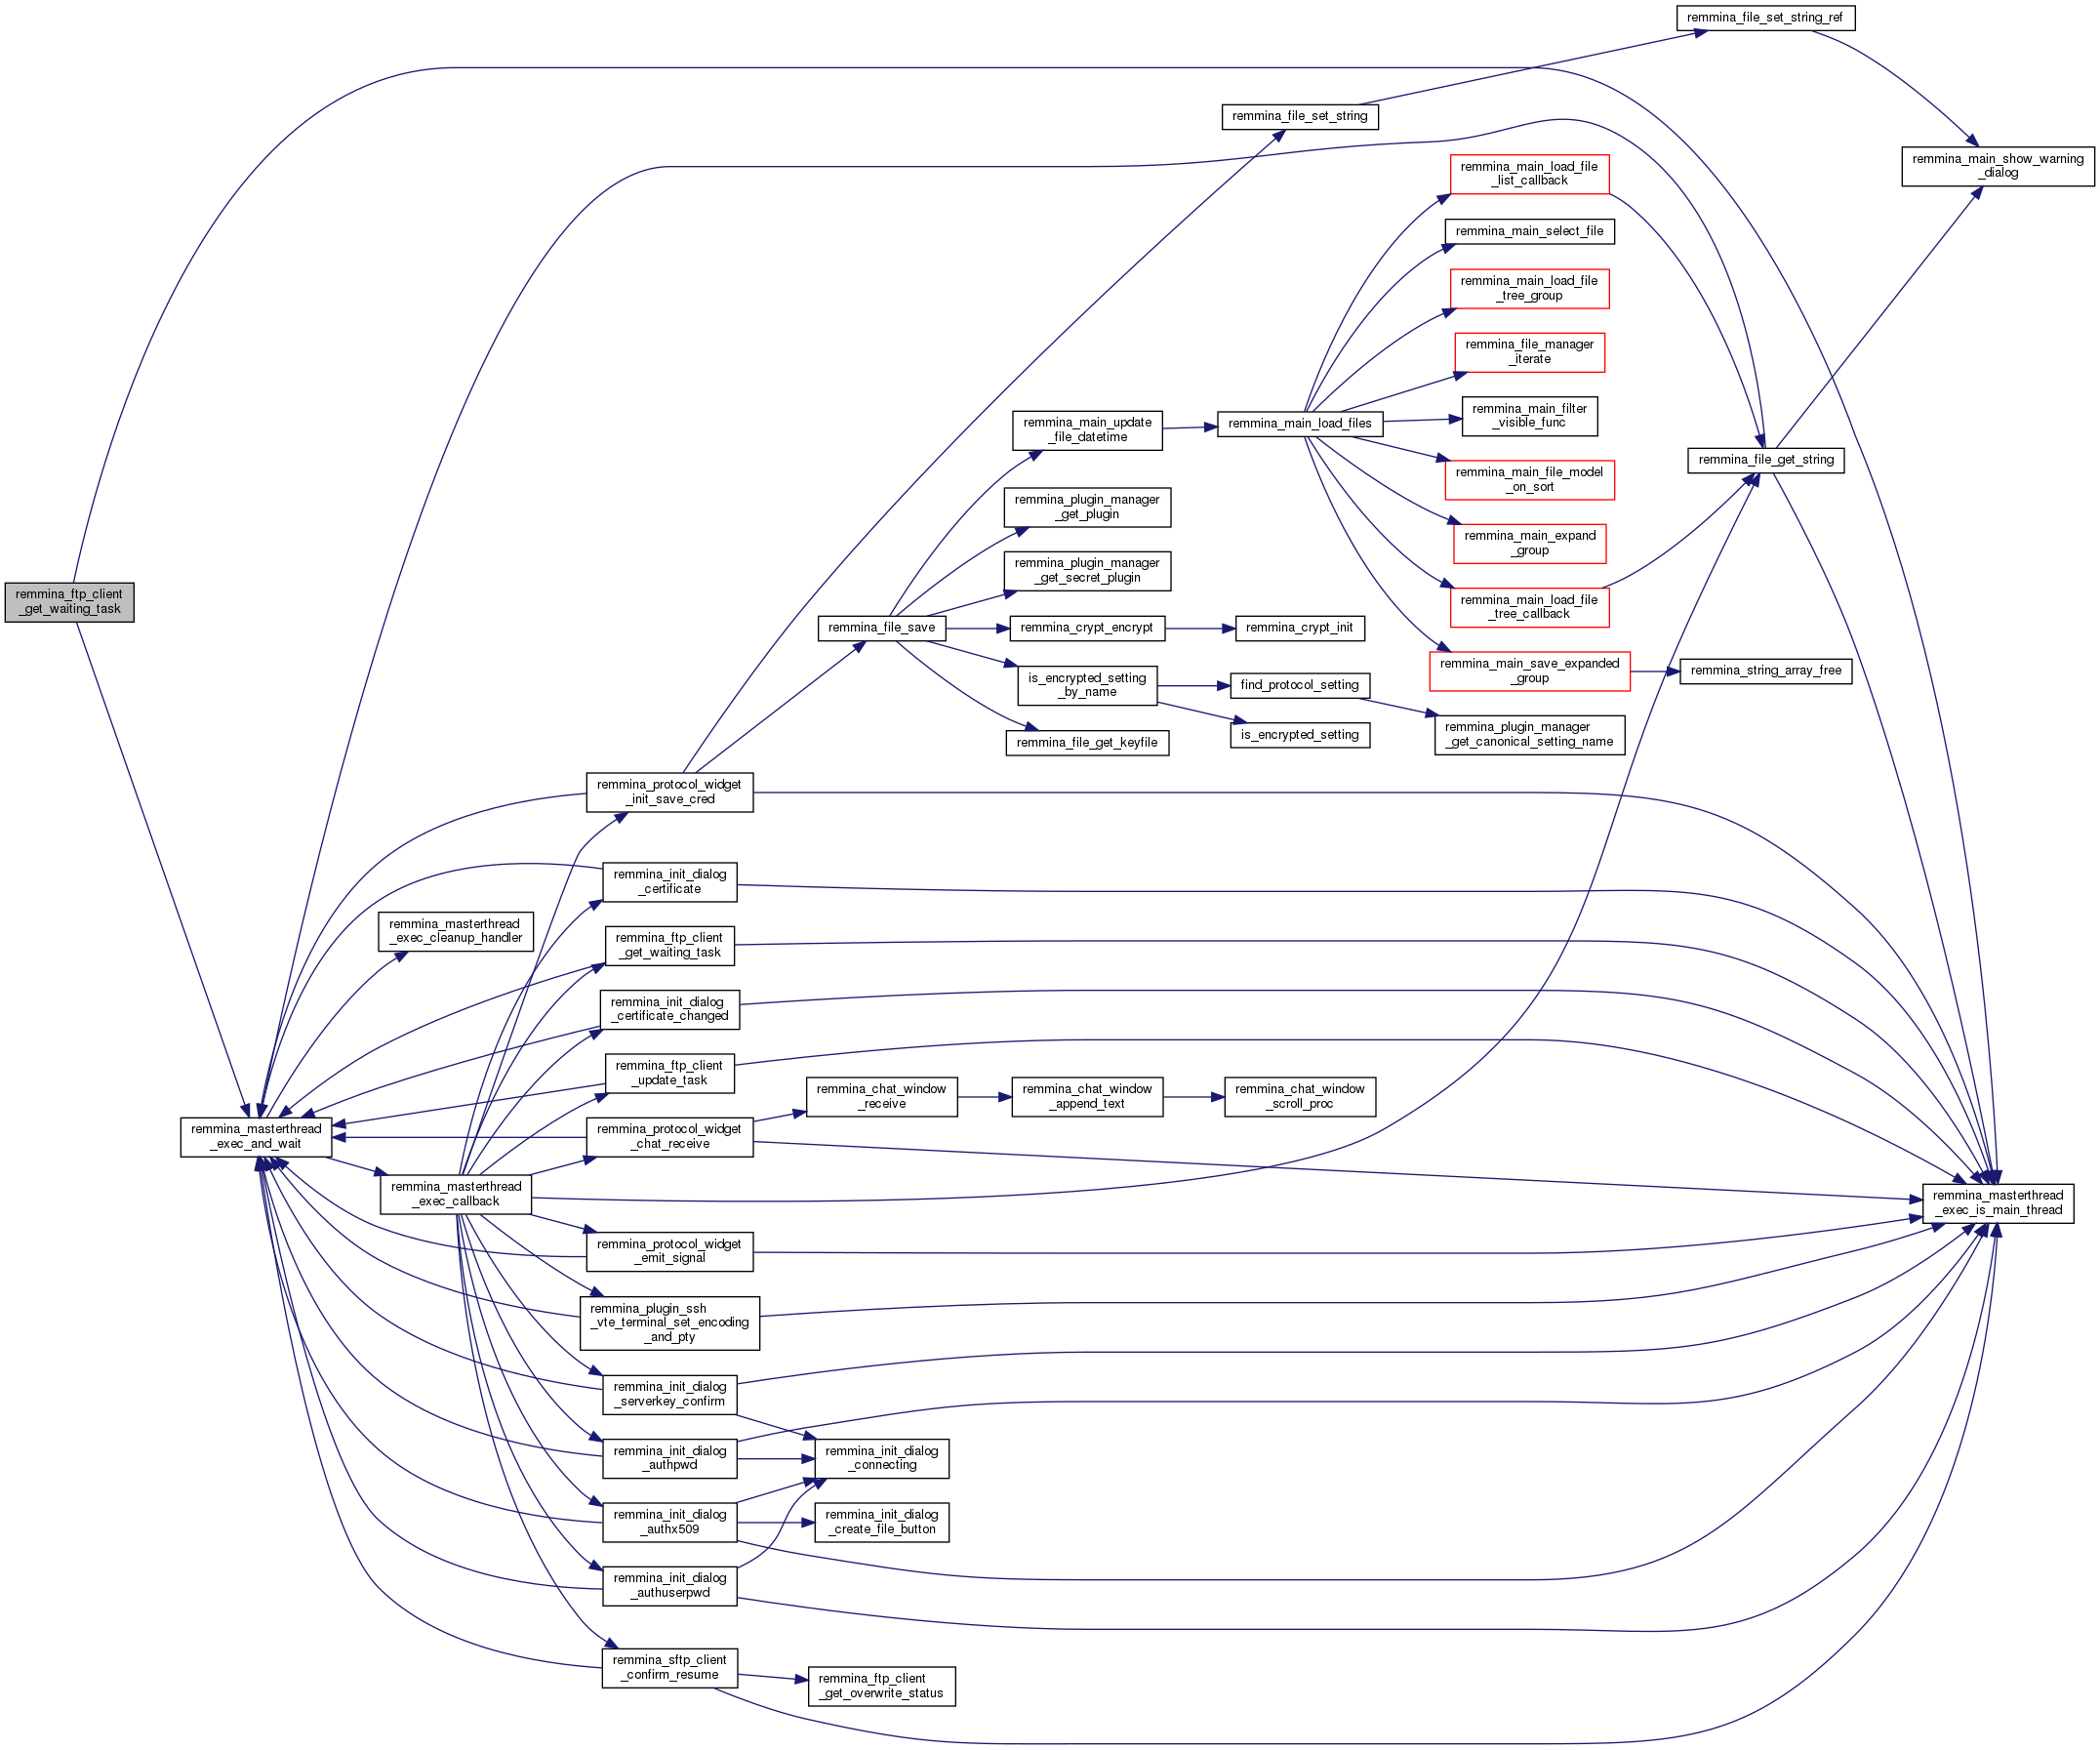 remmina_file_set_string_ref
remmina_file_set_string
remmina_main_show_warning
_dialog
remmina_main_load_file
_list_callback
remmina_main_select_file
remmina_main_load_file
_tree_group
remmina_file_manager
_iterate
remmina_main_filter
_visible_func
remmina_main_update
_file_datetime
remmina_main_load_files
remmina_file_get_string
remmina_main_file_model
_on_sort
remmina_plugin_manager
_get_plugin
remmina_main_expand
_group
remmina_plugin_manager
_get_secret_plugin
remmina_ftp_client
_get_waiting_task
remmina_main_load_file
_tree_callback
remmina_file_save
remmina_crypt_encrypt
remmina_crypt_init
remmina_main_save_expanded
_group
remmina_string_array_free
is_encrypted_setting
_by_name
find_protocol_setting
remmina_plugin_manager
_get_canonical_setting_name
is_encrypted_setting
remmina_file_get_keyfile
remmina_protocol_widget
_init_save_cred
remmina_init_dialog
_certificate
remmina_masterthread
_exec_cleanup_handler
remmina_ftp_client
_get_waiting_task
remmina_init_dialog
_certificate_changed
remmina_ftp_client
_update_task
remmina_chat_window
_receive
remmina_chat_window
_append_text
remmina_chat_window
_scroll_proc
remmina_masterthread
_exec_and_wait
remmina_protocol_widget
_chat_receive
remmina_masterthread
_exec_callback
remmina_masterthread
_exec_is_main_thread
remmina_protocol_widget
_emit_signal
remmina_plugin_ssh
_vte_terminal_set_encoding
_and_pty
remmina_init_dialog
_serverkey_confirm
remmina_init_dialog
_authpwd
remmina_init_dialog
_connecting
remmina_init_dialog
_authx509
remmina_init_dialog
_create_file_button
remmina_init_dialog
_authuserpwd
remmina_sftp_client
_confirm_resume
remmina_ftp_client
_get_overwrite_status